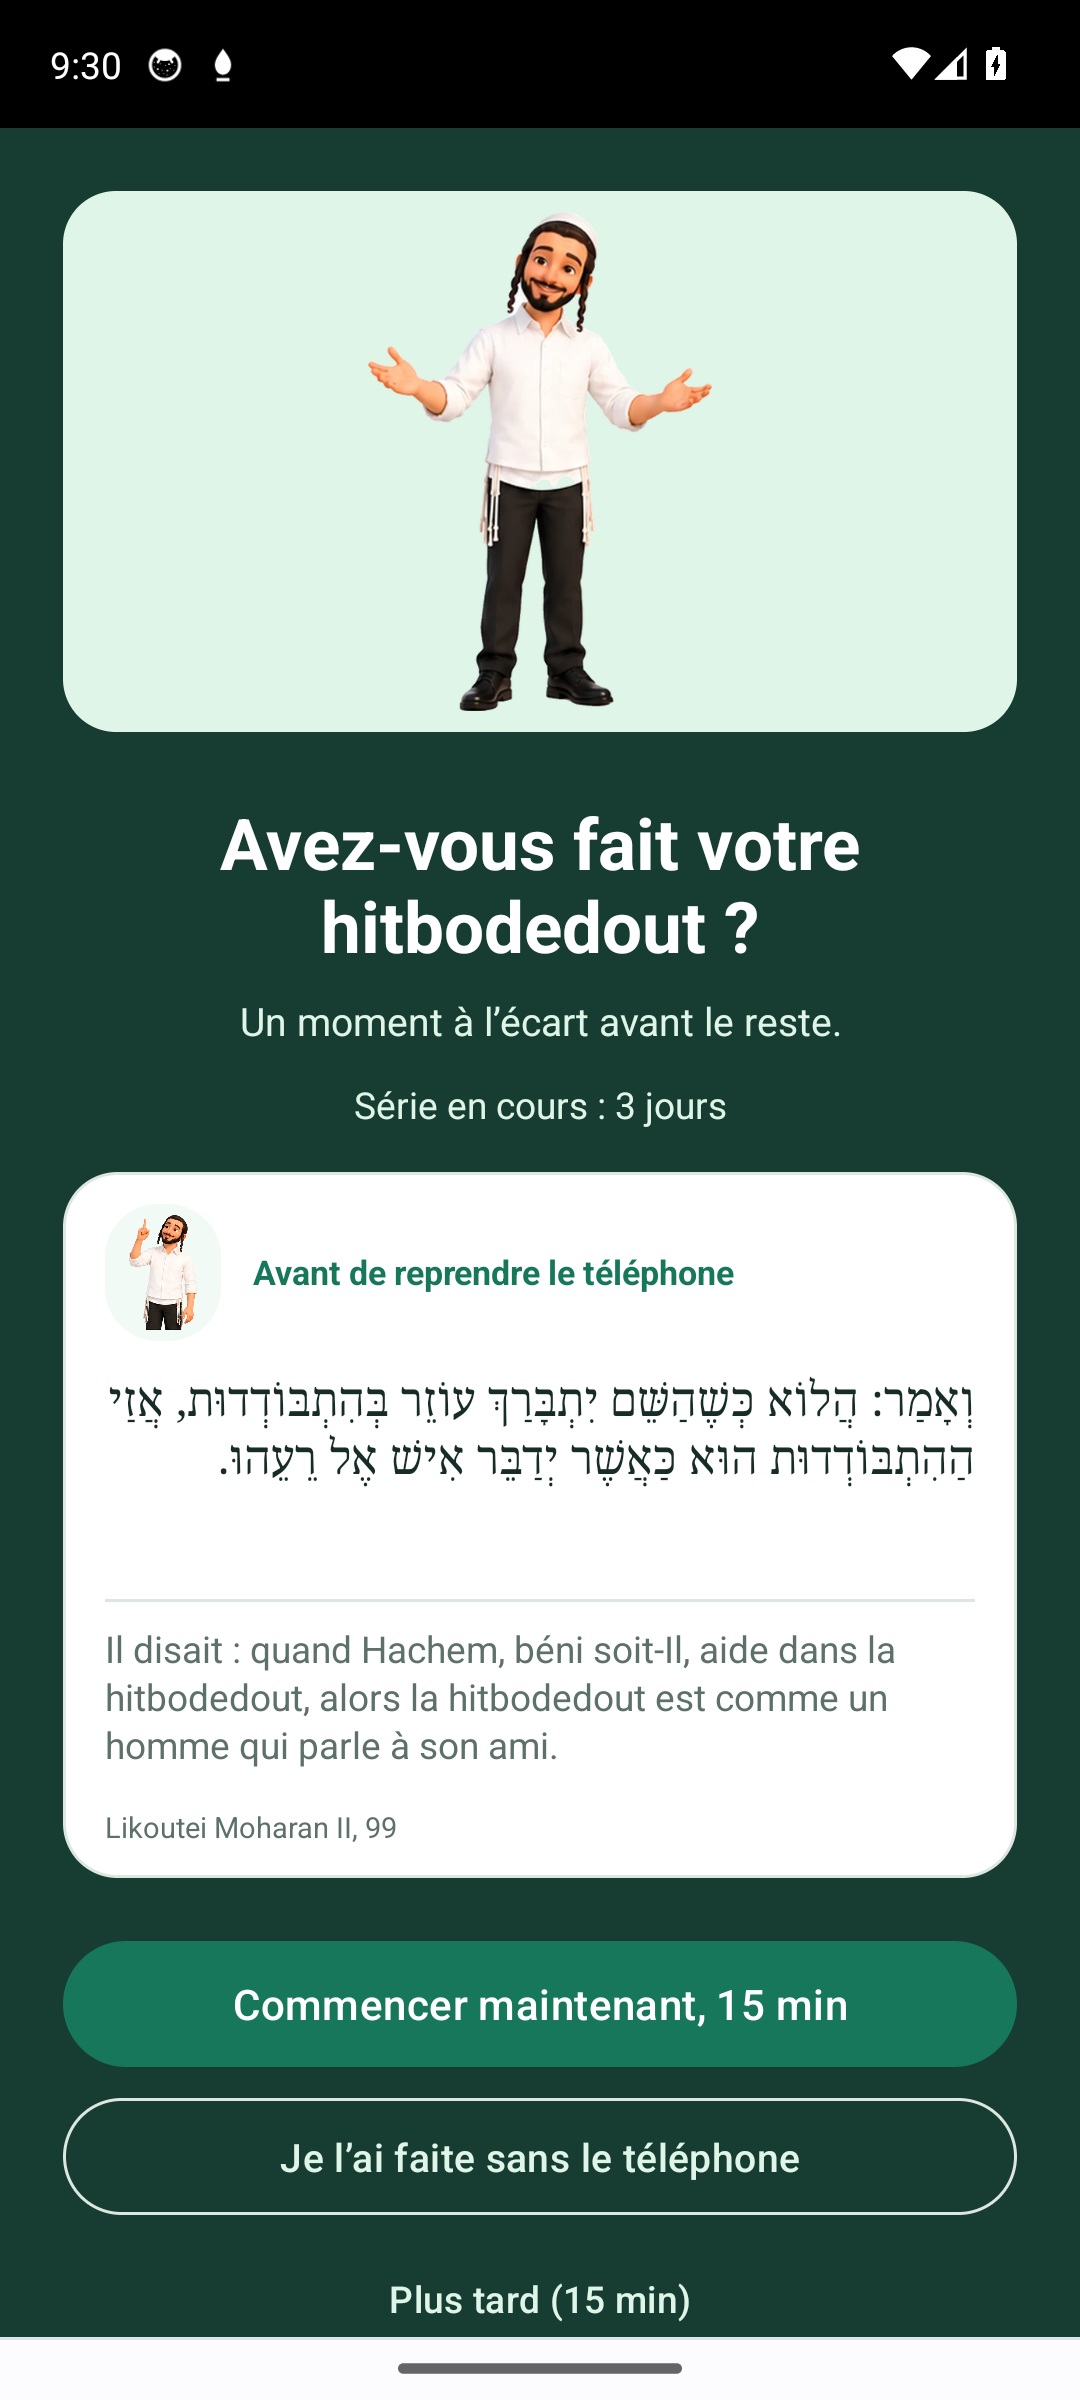 9:30
Avez-vous fait votre
hitbodedout ?
Un moment à l’écart avant le reste.
Série en cours : 3 jours
Avant de reprendre le téléphone
וְאָמַר: הֲלוֹא כְּשֶׁהַשֵּׁם יִתְבָּרַךְ עוֹזֵר בְּהִתְבּוֹדְדוּת, אֲזַי
הַהִתְבּוֹדְדוּת הוּא כַּאֲשֶׁר יְדַבֵּר אִישׁ אֶל רֵעֵהוּ.
Il disait : quand Hachem, béni soit-Il, aide dans la
hitbodedout, alors la hitbodedout est comme un
homme qui parle à son ami.
Likoutei Moharan II, 99
Commencer maintenant, 15 min
Je l’ai faite sans le téléphone
Plus tard (15 min)